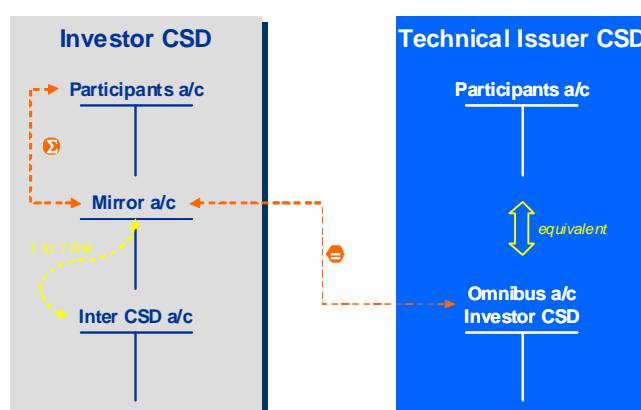 Investor CSD
Participants a/c
Σ
Mirror a/c
1 to 1 link
Inter CSD a/c
=
Technical Issuer CSD
Participants a/c
equivalent
Omnibus a/c
Investor CSD